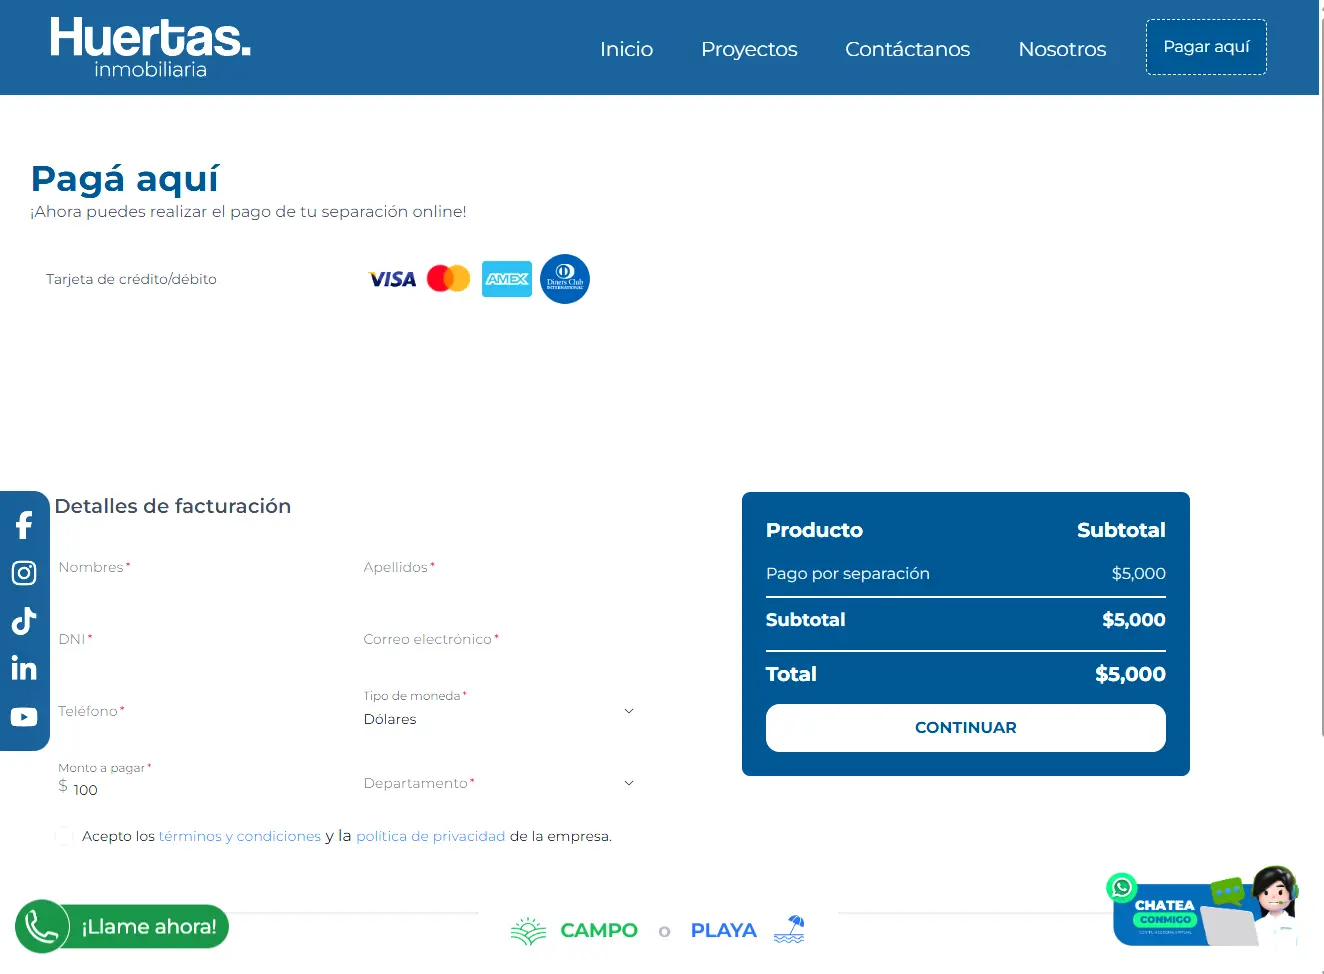 Huertas.
inmobiliaria
Inicio
Proyectos
Contáctanos
Nosotros
Pagar aquí
Pagá aquí
¡Ahora puedes realizar el pago de tu separación online!
Tarjeta de crédito/débito
VISA
AMEX
Diners Club
INTERNATIONAL
Detalles de facturación
Nombres*
Apellidos*
DNI*
Correo electrónico*
Teléfono*
Tipo de moneda*
Dólares
Monto a pagar*
$ 100
Departamento*
Acepto los términos y condiciones y la política de privacidad de la empresa.
Producto Subtotal
Pago por separación $5,000
Subtotal $5,000
Total $5,000
CONTINUAR
¡Llame ahora!
CAMPO o PLAYA
CHATEA
CONMIGO